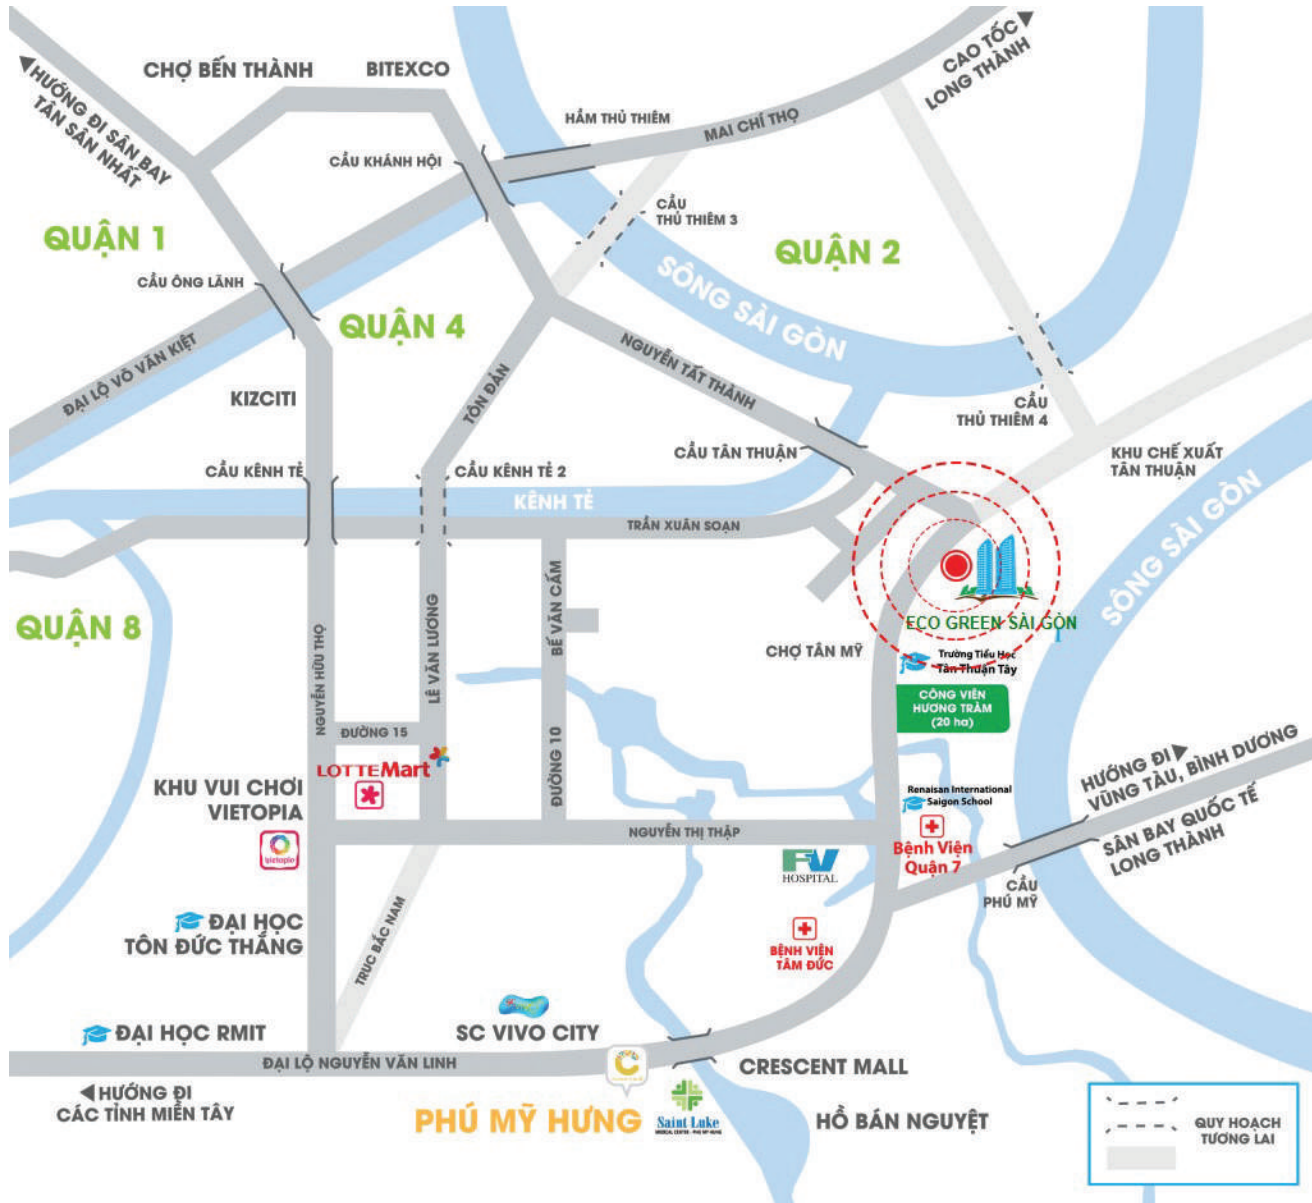 CAO TỐC
LONG THÀNH
CHỢ BẾN THÀNH
BITEXCO
HƯỚNG ĐI SÂN BAY
TÂN SÂN NHẤT
HẦM THỦ THIÊM
MAI CHÍ THỌ
CẦU KHÁNH HỘI
CẦU
THỦ THIÊM 3
QUẬN 1
QUẬN 2
CẦU ÔNG LÃNH
SÔNG SÀI GÒN
QUẬN 4
ĐẠI LỘ VÕ VĂN KIỆT
NGUYỄN TẤT THÀNH
TÔN ĐẢN
KIZCITI
CẦU
THỦ THIÊM 4
CẦU KÊNH TẺ
CẦU KÊNH TẺ 2
CẦU TÂN THUẬN
KHU CHẾ XUẤT
TÂN THUẬN
KÊNH TẺ
TRẦN XUÂN SOẠN
SÔNG SÀI GÒN
QUẬN 8
NGUYỄN HỮU THỌ
LÊ VĂN LƯƠNG
BẾ VĂN CẤM
ECO GREEN SÀI GÒN
CHỢ TÂN MỸ
Trường Tiểu Học
Tân Thuận Tây
CÔNG VIÊN
HƯƠNG TRÀM
(20 ha)
ĐƯỜNG 15
LOTTEMart
ĐƯỜNG 10
HƯỚNG ĐI
VŨNG TÀU, BÌNH DƯƠNG
KHU VUI CHƠI
VIETOPIA
vietopia
Renaisan International
Saigon School
SÂN BAY QUỐC TẾ
LONG THÀNH
NGUYỄN THỊ THẬP
Bệnh Viện
Quận 7
FV
HOSPITAL
CẦU
PHÚ MỸ
ĐẠI HỌC
TÔN ĐỨC THẮNG
TRỤC BẮC NAM
BỆNH VIỆN
TÂM ĐỨC
ĐẠI HỌC RMIT
SC VIVO CITY
ĐẠI LỘ NGUYỄN VĂN LINH
CRESCENT MALL
HƯỚNG ĐI
CÁC TỈNH MIỀN TÂY
PHÚ MỸ HƯNG
Saint Luke
MEDICAL CENTER - PHU MY HUNG
HỒ BÁN NGUYỆT
QUY HOẠCH
TƯƠNG LAI